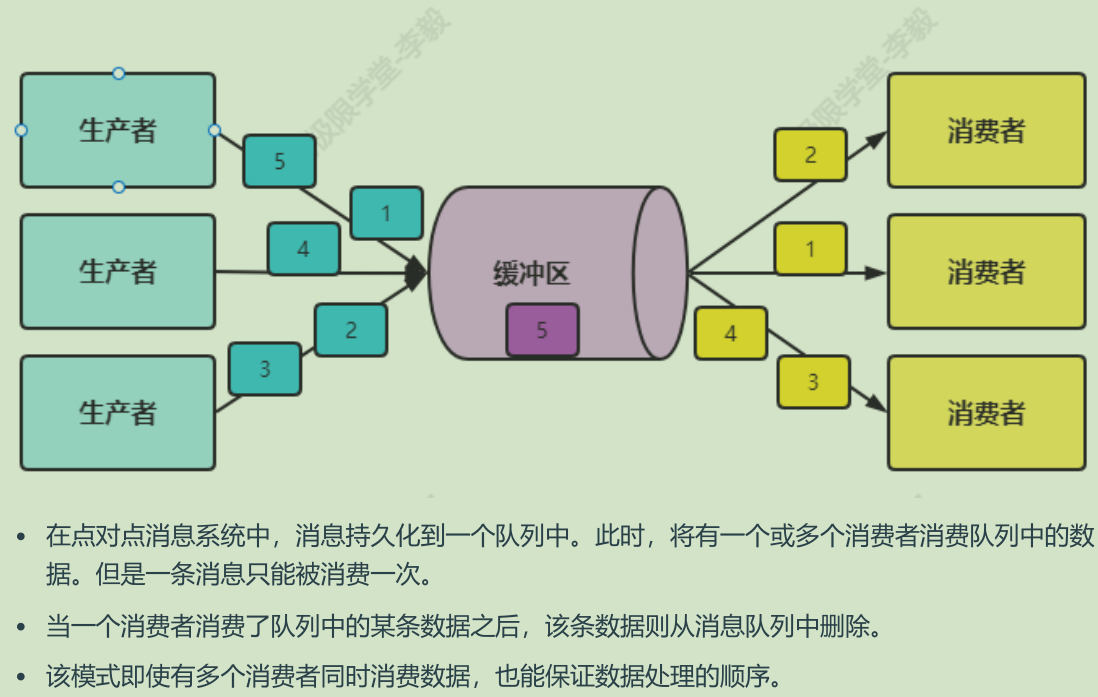 极限学堂-李毅
极限学堂-李毅
生产者
5
消费者
2
1
生产者
4
缓冲区
1
消费者
2
5
4
生产者
3
3
消费者
在点对点消息系统中，消息持久化到一个队列中。此时，将有一个或多个消费者消费队列中的数
据。但是一条消息只能被消费一次。
当一个消费者消费了队列中的某条数据之后，该条数据则从消息队列中删除。
该模式即使有多个消费者同时消费数据，也能保证数据处理的顺序。